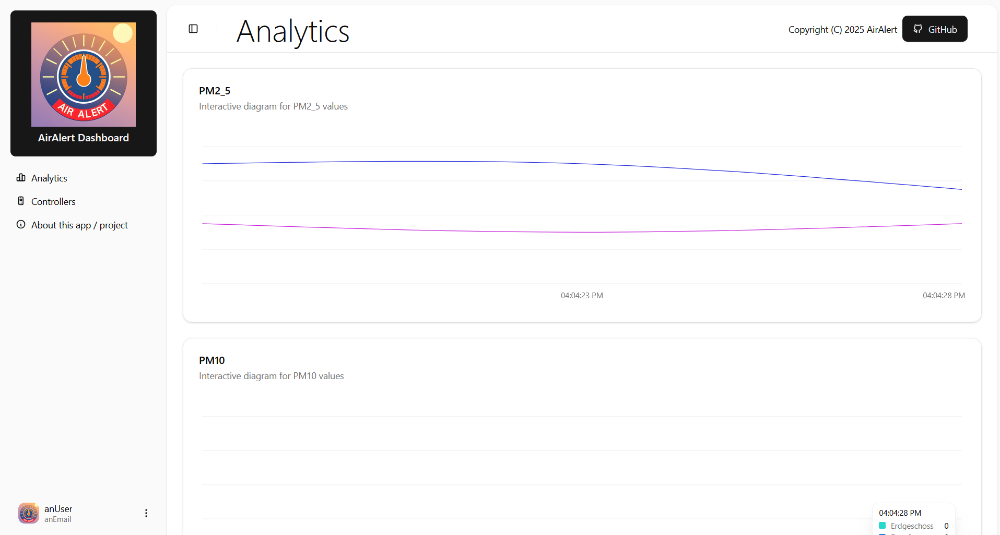 AIR ALERT
AirAlert Dashboard
Analytics
Controllers
About this app / project
anUser
anEmail
Analytics
Copyright (C) 2025 AirAlert
GitHub
PM2_5
Interactive diagram for PM2_5 values
04:04:23 PM
04:04:28 PM
PM10
Interactive diagram for PM10 values
04:04:28 PM
Erdgeschoss 0